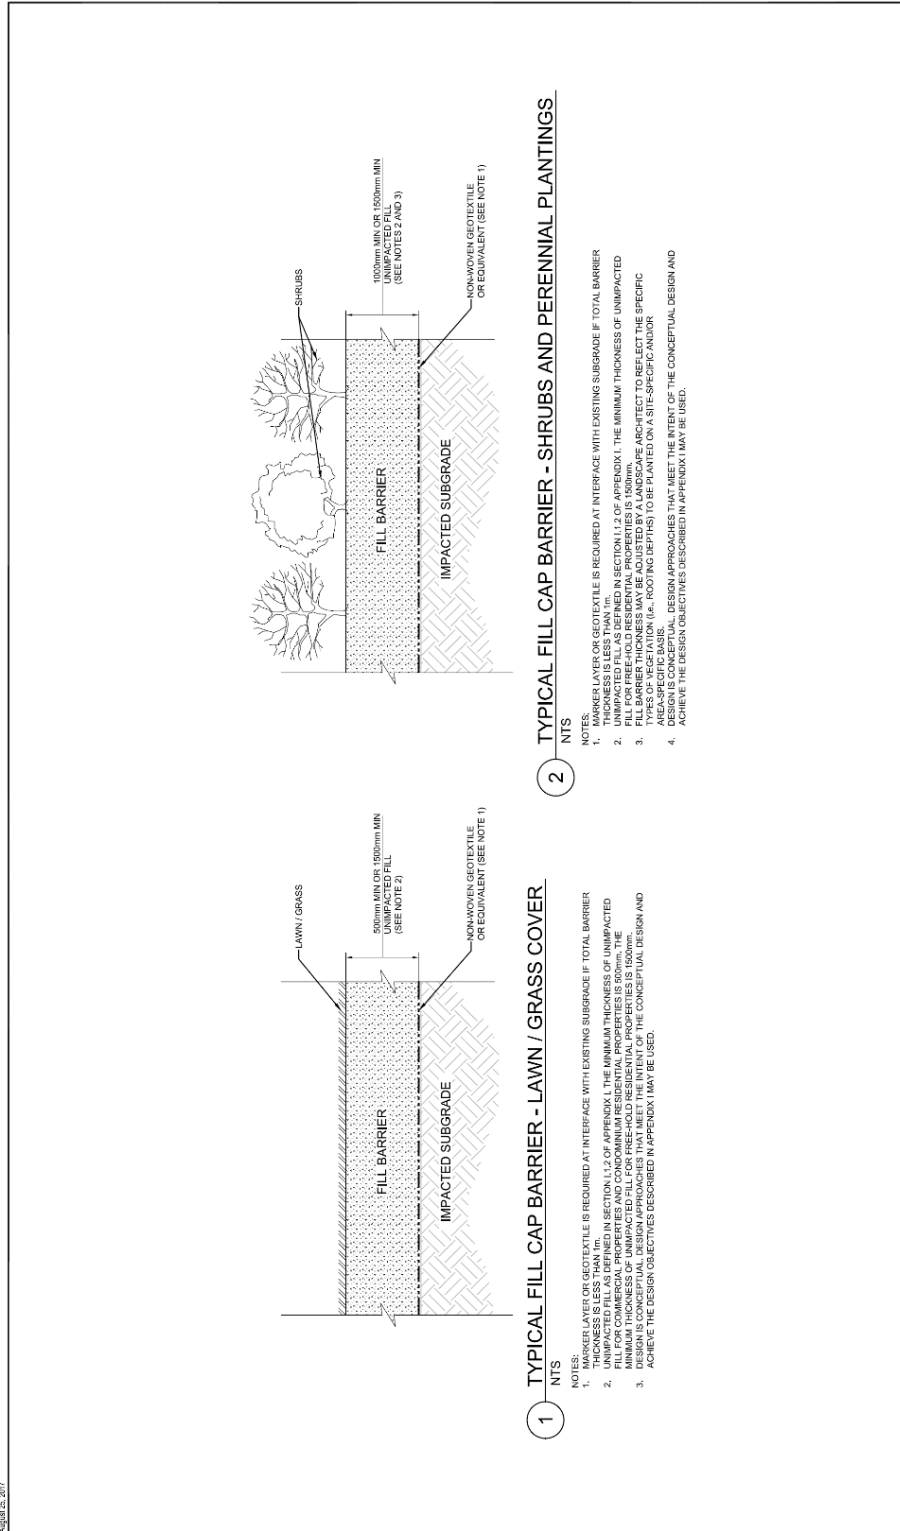 LAWN / GRASS
500mm MIN OR 1500mm MIN
UNIMPACTED FILL
(SEE NOTE 2)
FILL BARRIER
IMPACTED SUBGRADE
NON-WOVEN GEOTEXTILE
OR EQUIVALENT (SEE NOTE 1)
1
TYPICAL FILL CAP BARRIER - LAWN / GRASS COVER
NTS
NOTES:
1. MARKER LAYER OR GEOTEXTILE IS REQUIRED AT INTERFACE WITH EXISTING SUBGRADE IF TOTAL BARRIER
THICKNESS IS LESS THAN 1m.
2. UNIMPACTED FILL AS DEFINED IN SECTION I.1.2 OF APPENDIX I. THE MINIMUM THICKNESS OF UNIMPACTED
FILL FOR COMMERCIAL PROPERTIES AND CONDOMINIUM RESIDENTIAL PROPERTIES IS 500mm. THE
MINIMUM THICKNESS OF UNIMPACTED FILL FOR FREE-HOLD RESIDENTIAL PROPERTIES IS 1500mm.
3. DESIGN IS CONCEPTUAL. DESIGN APPROACHES THAT MEET THE INTENT OF THE CONCEPTUAL DESIGN AND
ACHIEVE THE DESIGN OBJECTIVES DESCRIBED IN APPENDIX I MAY BE USED.
SHRUBS
1000mm MIN OR 1500mm MIN
UNIMPACTED FILL
(SEE NOTES 2 AND 3)
FILL BARRIER
IMPACTED SUBGRADE
NON-WOVEN GEOTEXTILE
OR EQUIVALENT (SEE NOTE 1)
2
TYPICAL FILL CAP BARRIER - SHRUBS AND PERENNIAL PLANTINGS
NTS
NOTES:
1. MARKER LAYER OR GEOTEXTILE IS REQUIRED AT INTERFACE WITH EXISTING SUBGRADE IF TOTAL BARRIER
THICKNESS IS LESS THAN 1m.
2. UNIMPACTED FILL AS DEFINED IN SECTION I.1.2 OF APPENDIX I. THE MINIMUM THICKNESS OF UNIMPACTED
FILL FOR FREE-HOLD RESIDENTIAL PROPERTIES IS 1500mm.
3. FILL BARRIER THICKNESS MAY BE ADJUSTED BY A LANDSCAPE ARCHITECT TO REFLECT THE SPECIFIC
TYPES OF VEGETATION (i.e., ROOTING DEPTHS) TO BE PLANTED ON A SITE-SPECIFIC AND/OR
AREA-SPECIFIC BASIS.
4. DESIGN IS CONCEPTUAL. DESIGN APPROACHES THAT MEET THE INTENT OF THE CONCEPTUAL DESIGN AND
ACHIEVE THE DESIGN OBJECTIVES DESCRIBED IN APPENDIX I MAY BE USED.
August 25, 2017